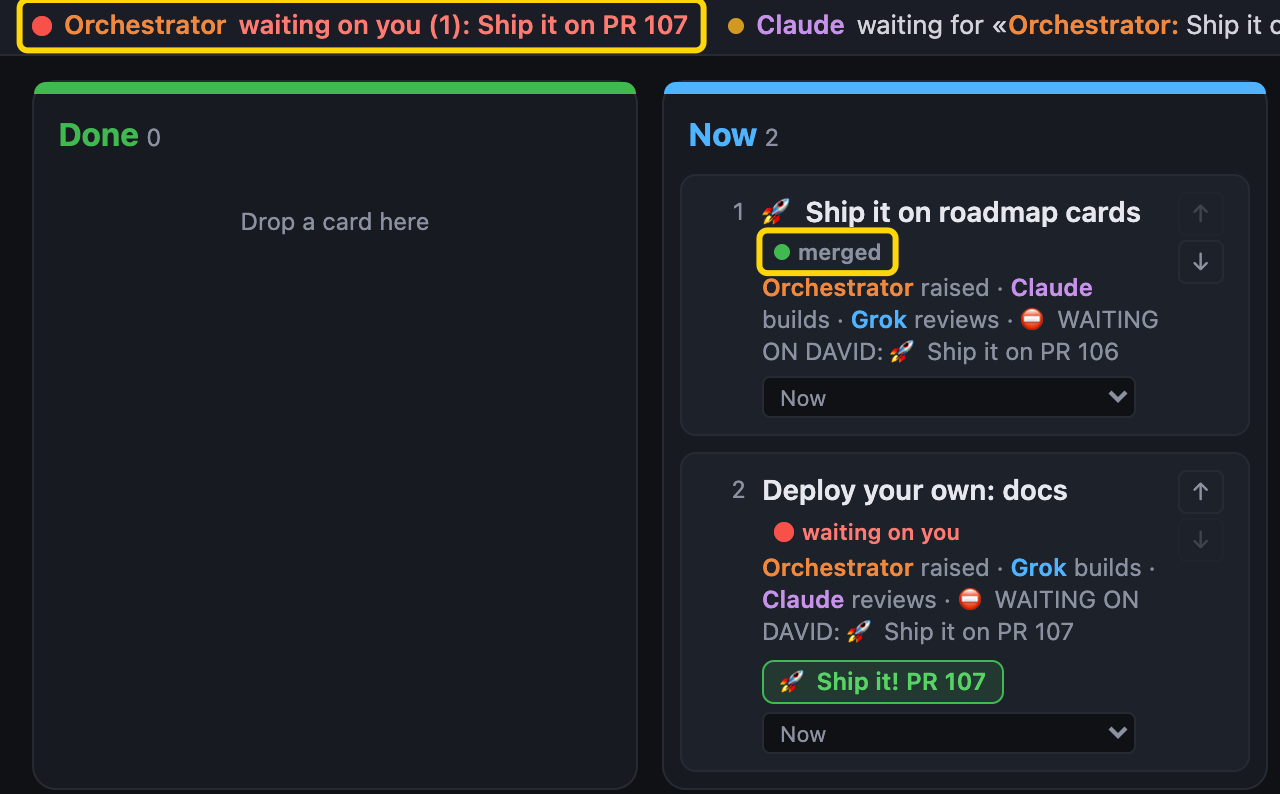 Orchestrator waiting on you (1): Ship it on PR 107
Claude waiting for «Orchestrator: Ship it
Done 0
Drop a card here
Now 2
1 🚀 Ship it on roadmap cards ↑
merged ↓
Orchestrator raised · Claude
builds · Grok reviews · ⛔ WAITING
ON DAVID: 🚀 Ship it on PR 106
Now
2 Deploy your own: docs ↑
waiting on you ↓
Orchestrator raised · Grok builds ·
Claude reviews · ⛔ WAITING ON
DAVID: 🚀 Ship it on PR 107
🚀 Ship it! PR 107
Now